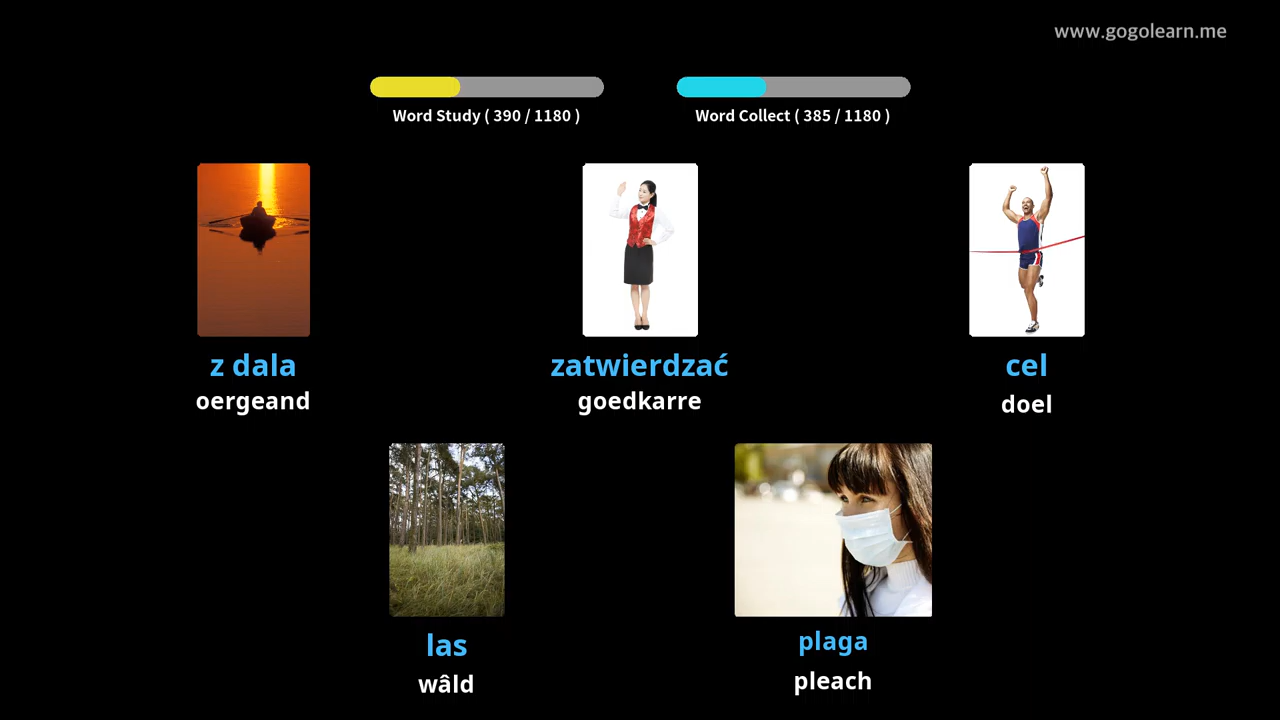 www.gogolearn.me
Word Study ( 390 / 1180 )
Word Collect ( 385 / 1180 )
z dala
oergeand
zatwierdzać
goedkarre
cel
doel
las
wâld
plaga
pleach